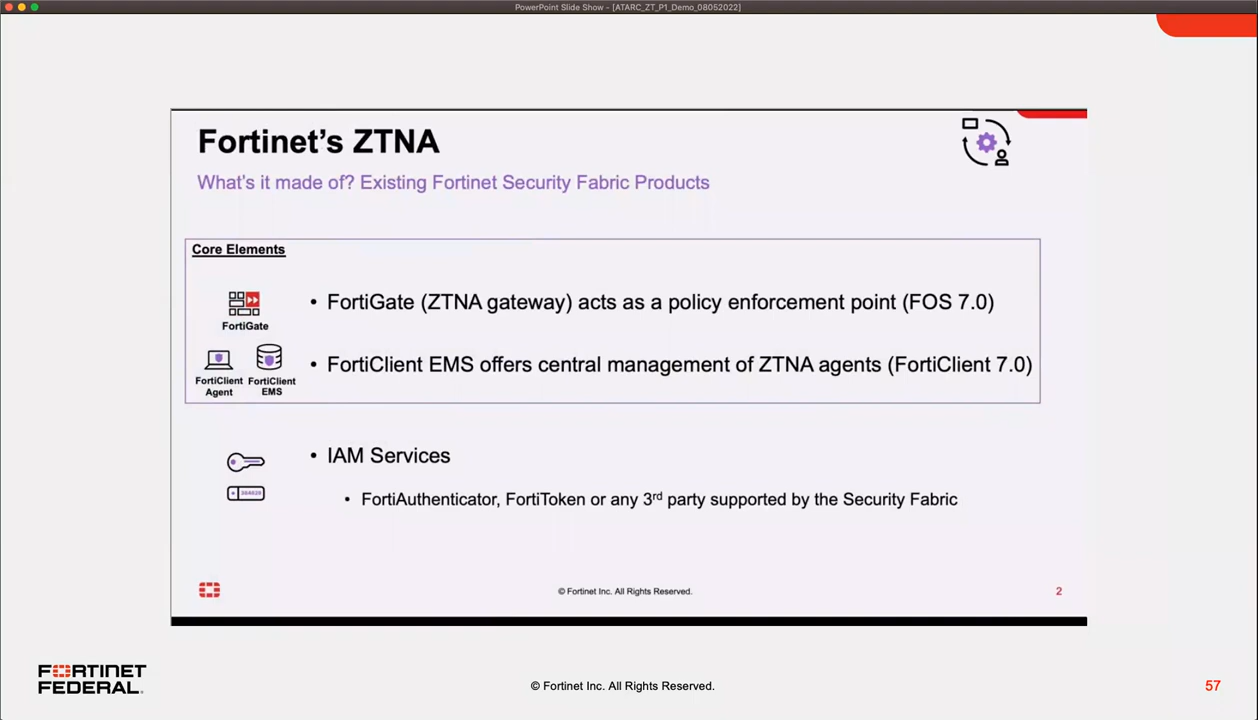 PowerPoint Slide Show - [ATARC_ZT_P1_Demo_08052022]
Fortinet's ZTNA
What's it made of? Existing Fortinet Security Fabric Products
Core Elements
FortiGate
• FortiGate (ZTNA gateway) acts as a policy enforcement point (FOS 7.0)
FortiClient Agent
FortiClient EMS
• FortiClient EMS offers central management of ZTNA agents (FortiClient 7.0)
• IAM Services
• FortiAuthenticator, FortiToken or any 3rd party supported by the Security Fabric
© Fortinet Inc. All Rights Reserved.
2
FORTINET
FEDERAL
© Fortinet Inc. All Rights Reserved.
57